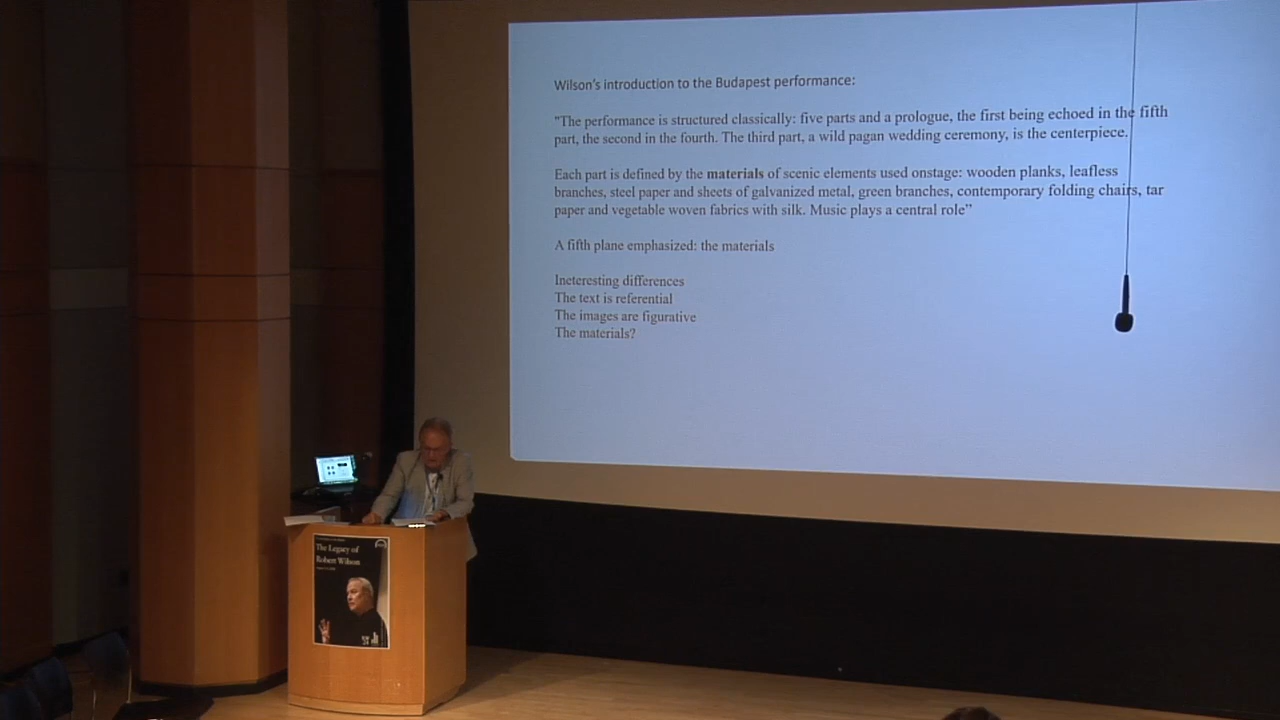 Wilson's introduction to the Budapest performance:
"The performance is structured classically: five parts and a prologue, the first being echoed in the fifth
part, the second in the fourth. The third part, a wild pagan wedding ceremony, is the centerpiece.
Each part is defined by the materials of scenic elements used onstage: wooden planks, leafless
branches, steel paper and sheets of galvanized metal, green branches, contemporary folding chairs, tar
paper and vegetable woven fabrics with silk. Music plays a central role”
A fifth plane emphasized: the materials
Ineteresting differences
The text is referential
The images are figurative
The materials?
The Legacy of
Robert Wilson